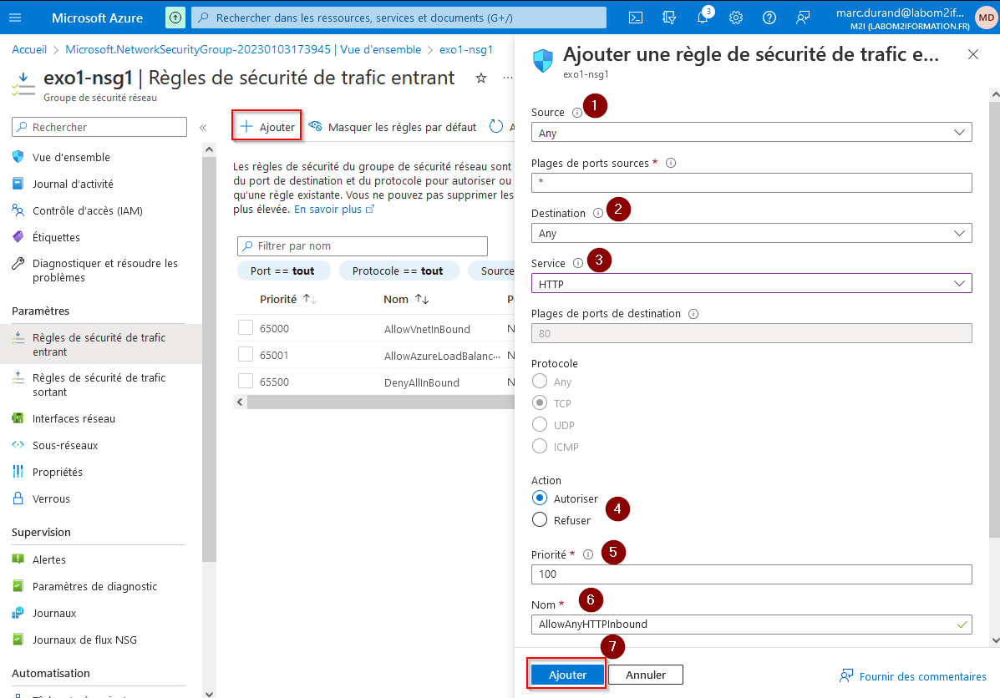 Microsoft Azure
Rechercher dans les ressources, services et documents (G+/)
3
marc.durand@labom2if...
M2I (LABOM2IFORMATION.FR)
MD
Accueil > Microsoft.NetworkSecurityGroup-20230103173945 | Vue d'ensemble > exo1-nsg1
exo1-nsg1 | Règles de sécurité de trafic entrant
Groupe de sécurité réseau
Rechercher
Vue d'ensemble
Journal d'activité
Contrôle d'accès (IAM)
Étiquettes
Diagnostiquer et résoudre les
problèmes
Paramètres
Règles de sécurité de trafic
entrant
Règles de sécurité de trafic
sortant
Interfaces réseau
Sous-réseaux
Propriétés
Verrous
Supervision
Alertes
Paramètres de diagnostic
Journaux
Journaux de flux NSG
Automatisation
Ajouter
Masquer les règles par défaut
Les règles de sécurité du groupe de sécurité réseau sont
du port de destination et du protocole pour autoriser ou
qu'une règle existante. Vous ne pouvez pas supprimer les
plus élevée. En savoir plus
Filtrer par nom
Port == tout
Protocole == tout
Source
Priorité ↑↓
Nom ↑↓
65000
AllowVnetInBound
65001
AllowAzureLoadBalanc...
65500
DenyAllInBound
Ajouter une règle de sécurité de trafic e...
exo1-nsg1
Source
1
Any
Plages de ports sources *
*
Destination
2
Any
Service
3
HTTP
Plages de ports de destination
80
Protocole
Any
TCP
UDP
ICMP
Action
Autoriser
4
Refuser
Priorité *
5
100
Nom *
6
AllowAnyHTTPInbound
7
Ajouter
Annuler
Fournir des commentaires